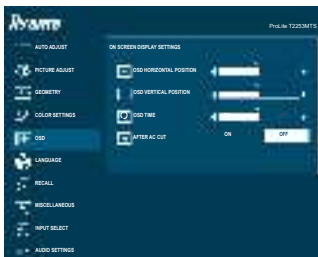 iiyama
ProLite T2253MTS
AUTO ADJUST
ON SCREEN DISPLAY SETTINGS
PICTURE ADJUST
OSD HORIZONTAL POSITION
GEOMETRY
OSD VERTICAL POSITION
COLOR SETTINGS
OSD TIME
OSD
AFTER AC CUT ON OFF
LANGUAGE
RECALL
MISCELLANEOUS
INPUT SELECT
AUDIO SETTINGS